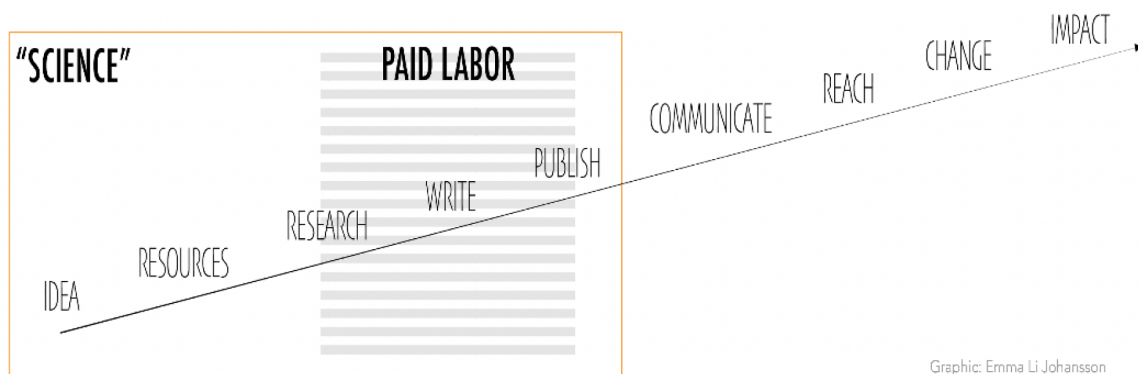 “SCIENCE”
PAID LABOR
IDEA
RESOURCES
RESEARCH
WRITE
PUBLISH
COMMUNICATE
REACH
CHANGE
IMPACT
Graphic: Emma Li Johansson